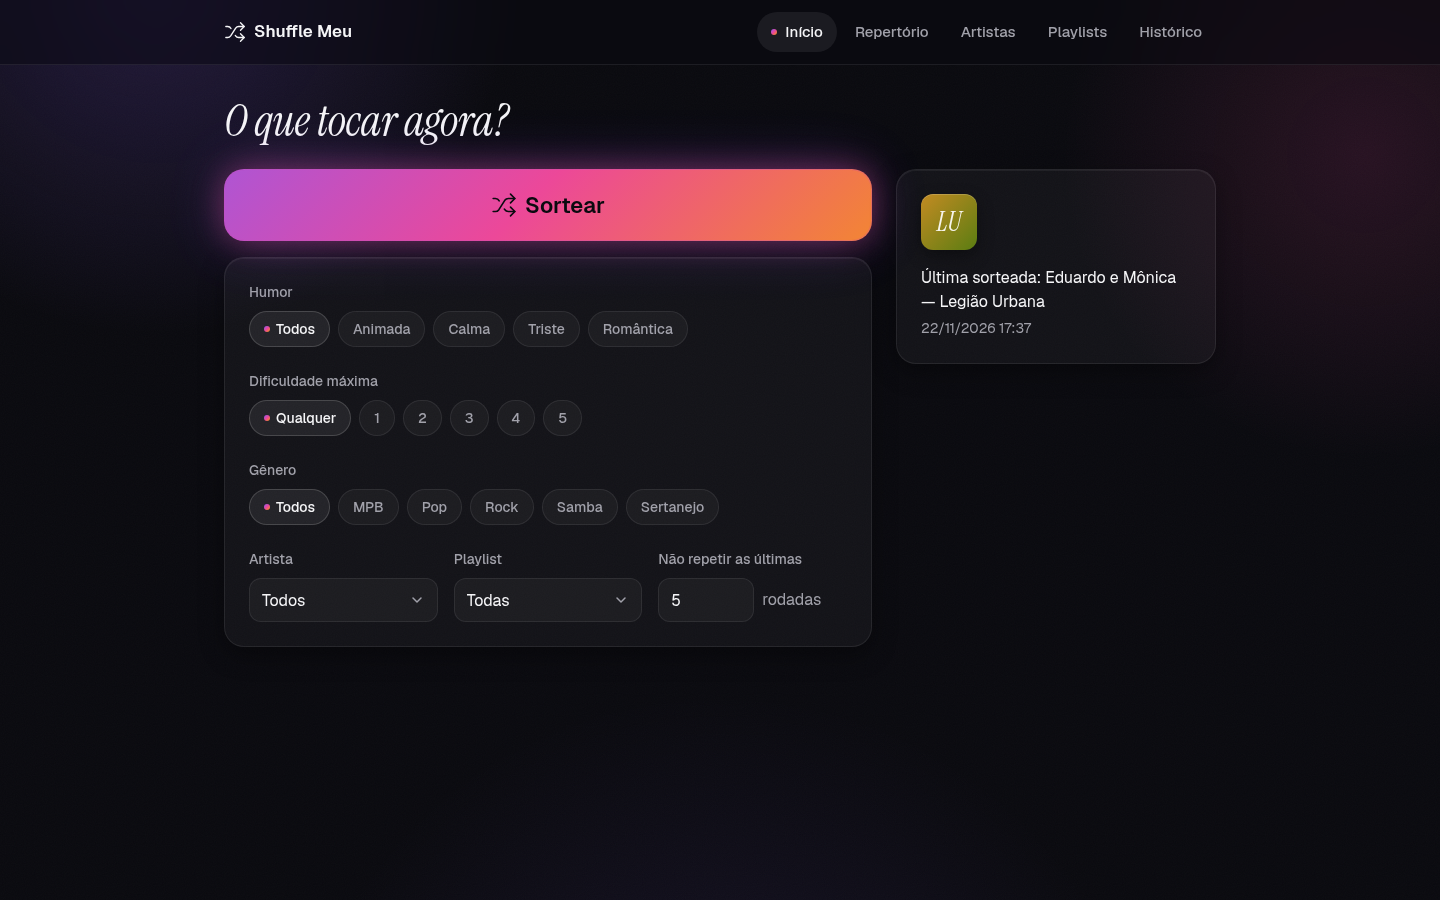 Shuffle Meu
Início Repertório Artistas Playlists Histórico
O que tocar agora?
Sortear
LU
Última sorteada: Eduardo e Mônica
— Legião Urbana
22/11/2026 17:37
Humor
Todos Animada Calma Triste Romântica
Dificuldade máxima
Qualquer 1 2 3 4 5
Gênero
Todos MPB Pop Rock Samba Sertanejo
Artista Playlist Não repetir as últimas
Todos Todas 5 rodadas